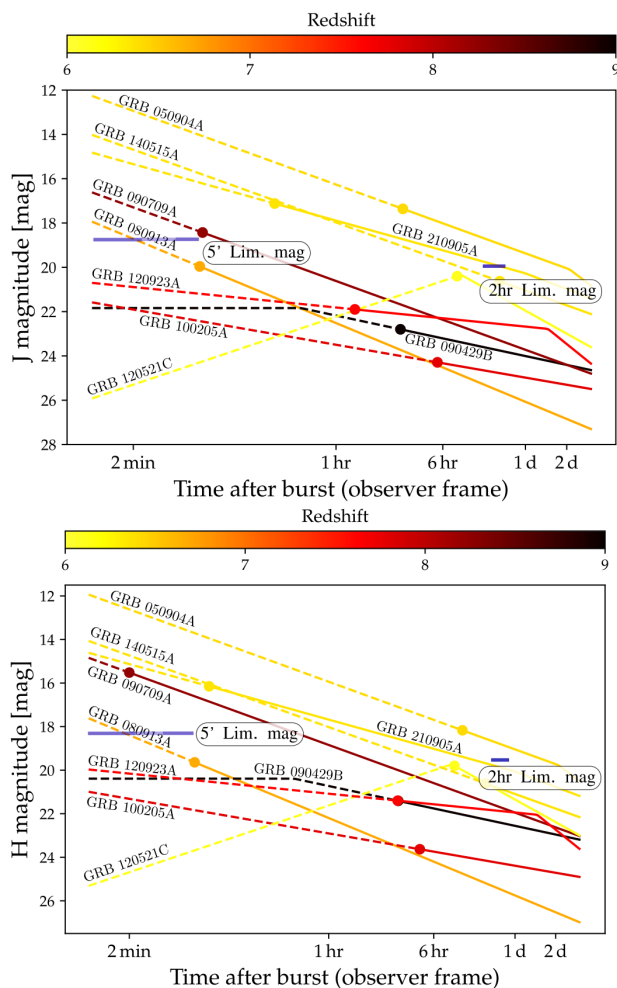 Redshift
6 7 8 9
12
14
16
18
20
22
24
26
28
J magnitude [mag]
GRB 050904A
GRB 140515A
GRB 090709A
GRB 080913A
5' Lim. mag
GRB 210905A
2hr Lim. mag
GRB 120923A
GRB 100205A
GRB 090429B
GRB 120521C
2 min 1 hr 6 hr 1 d 2 d
Time after burst (observer frame)
Redshift
6 7 8 9
12
14
16
18
20
22
24
26
H magnitude [mag]
GRB 050904A
GRB 140515A
GRB 090709A
GRB 080913A
5' Lim. mag
GRB 210905A
2hr Lim. mag
GRB 120923A
GRB 090429B
GRB 100205A
GRB 120521C
2 min 1 hr 6 hr 1 d 2 d
Time after burst (observer frame)